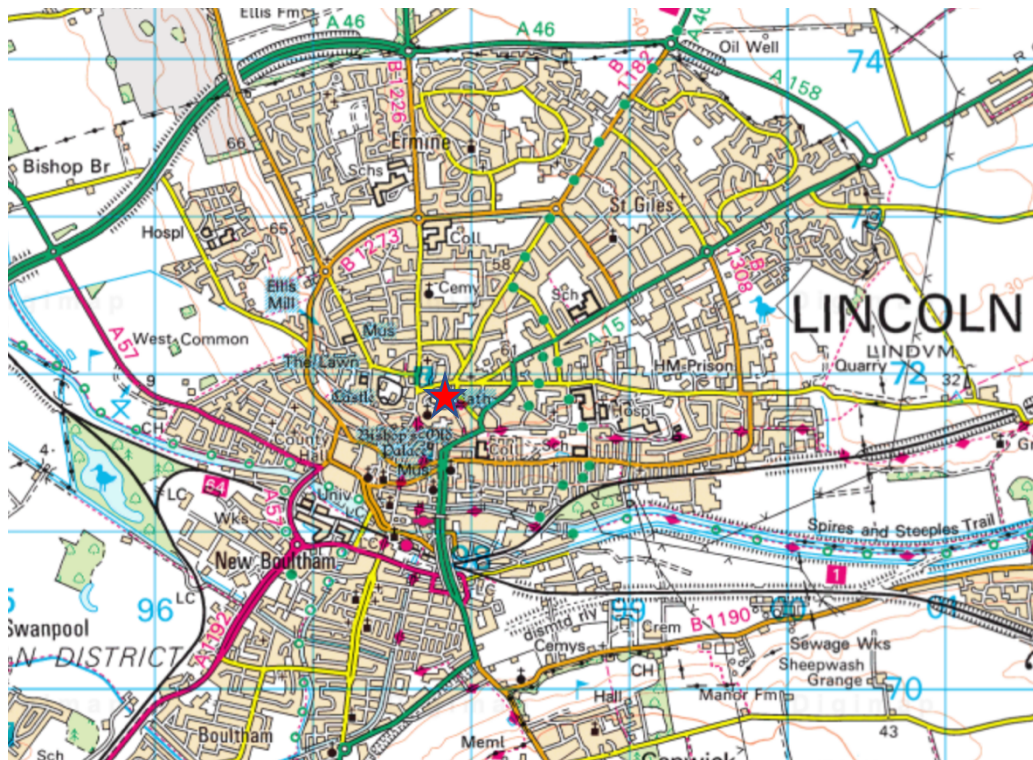 Ellis Fm
A 46
A 46
Oil Well
74
B 1226
B 1182
A 158
Ermine
66
Bishop Br
Schs
St Giles
Hospl
65
B 1273
Coll
58
B 1308
Ellis
Mill
Cemy
Sch
LINCOLN
Mus
A 15
West Common
The Lawn
HM Prison
LINDVM
A 57
Quarry
72
32
9
Castle
Cath
Hospl
CH
County
Hall
Bishop's
Palace
Coll
4
Mus
LC
64
A 57
Univ
LC
Wks
Spires and Steeples Trail
New Boultham
1
96
LC
99
90
91
B 1190
Swanpool
dismtd rly
Crem
N DISTRICT
A 1192
Cemys
Sewage Wks
CH
Sheepwash
Grange
70
Hall
Manor Fm
Boultham
43
Meml
Sch